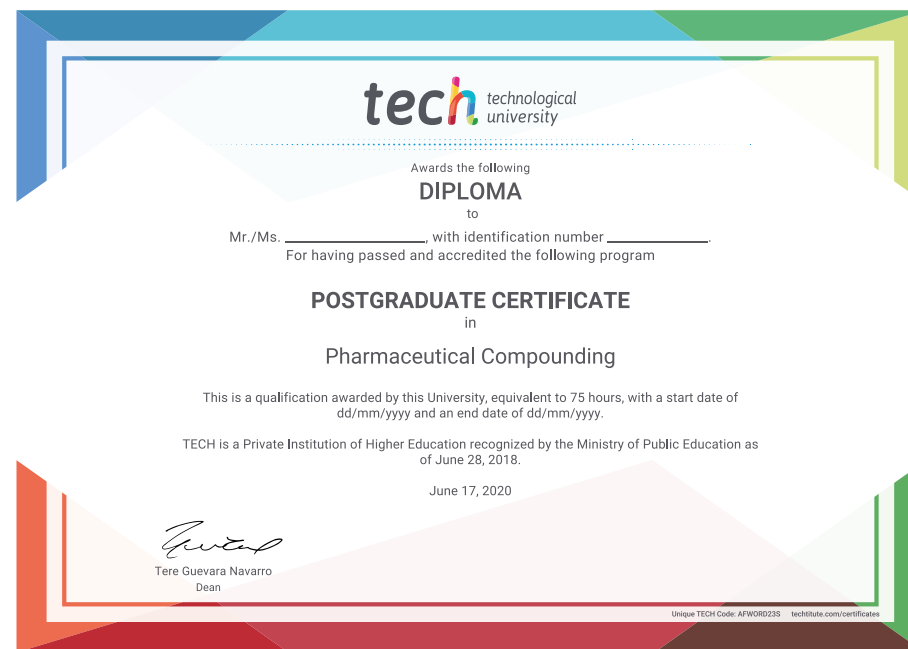 tech technological
university
Awards the following
DIPLOMA
to
Mr./Ms. ____________, with identification number ____________.
For having passed and accredited the following program
POSTGRADUATE CERTIFICATE
in
Pharmaceutical Compounding
This is a qualification awarded by this University, equivalent to 75 hours, with a start date of
dd/mm/yyyy and an end date of dd/mm/yyyy.
TECH is a Private Institution of Higher Education recognized by the Ministry of Public Education as
of June 28, 2018.
June 17, 2020
Tere Guevara Navarro
Dean
Unique TECH Code: AFWORD23S techtitute.com/certificates